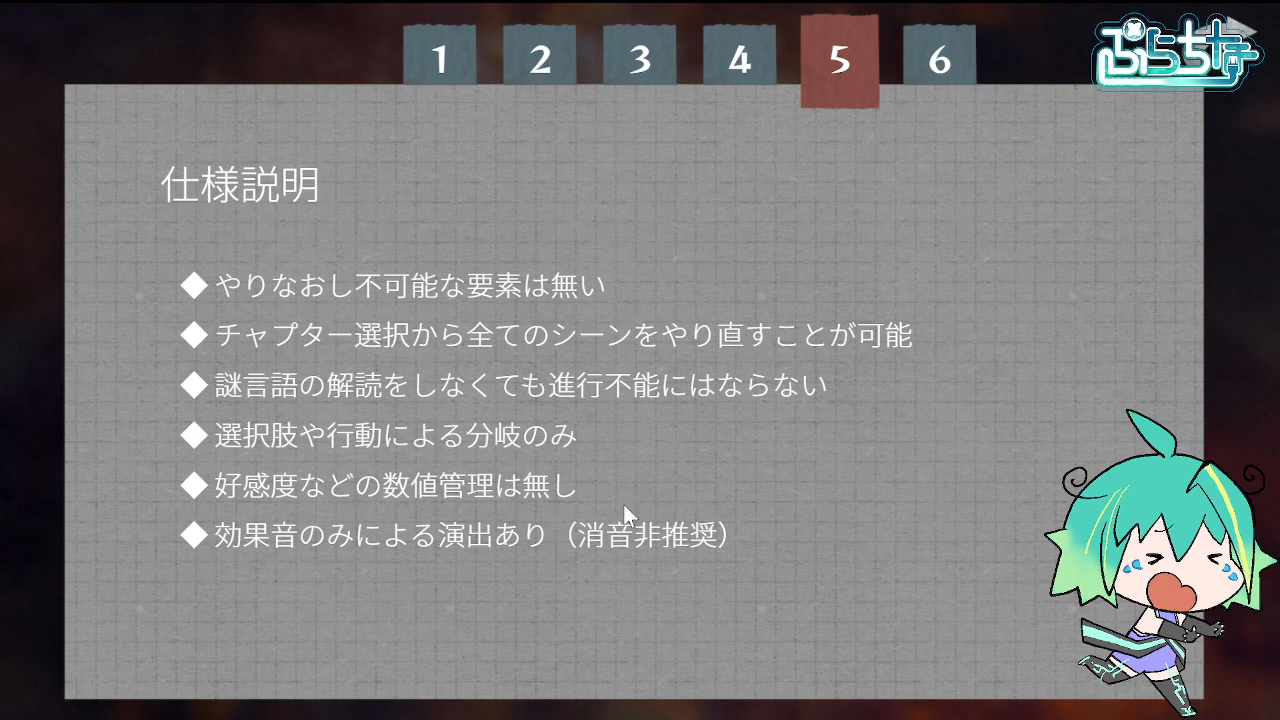 1 2 3 4 5 6
ぷらちな
仕様説明
◆ やりなおし不可能な要素は無い
◆ チャプター選択から全てのシーンをやり直すことが可能
◆ 謎言語の解読をしなくても進行不能にはならない
◆ 選択肢や行動による分岐のみ
◆ 好感度などの数値管理は無し
◆ 効果音のみによる演出あり（消音非推奨）